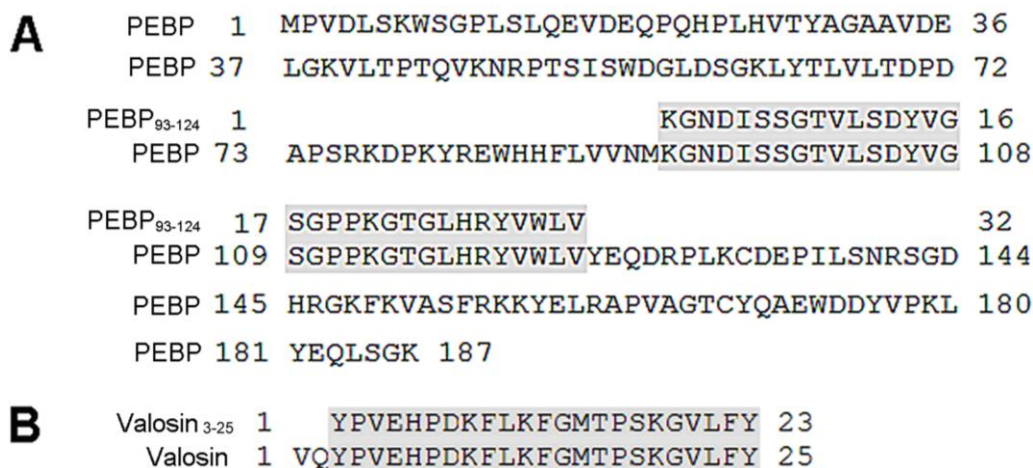 A
PEBP 1 MPVDLSKWSGPLSLQEVDEQPQHPLHVTYAGAAVDE 36
PEBP 37 LGKVLTPTQVKNRPTSISWDGLDSGKLYTLVLTDPD 72
PEBP93-124 1 KGNDISSGTVLSDYVG 16
PEBP 73 APSRKDPKYREWHHFLVVNMKGNDISSGTVLSDYVG 108
PEBP93-124 17 SGPPKGTGLHRYVWLV 32
PEBP 109 SGPPKGTGLHRYVWLVYEQDRPLKCDEPILSNRSGD 144
PEBP 145 HRGKFKVASFRKKYELRAPVAGTCYQAEWDDYVPKL 180
PEBP 181 YEQLSGK 187
B
Valosin 3-25 1 YPVEHPDKFLKFGMTPSKGVLFY 23
Valosin 1 VQYPVEHPDKFLKFGMTPSKGVLFY 25